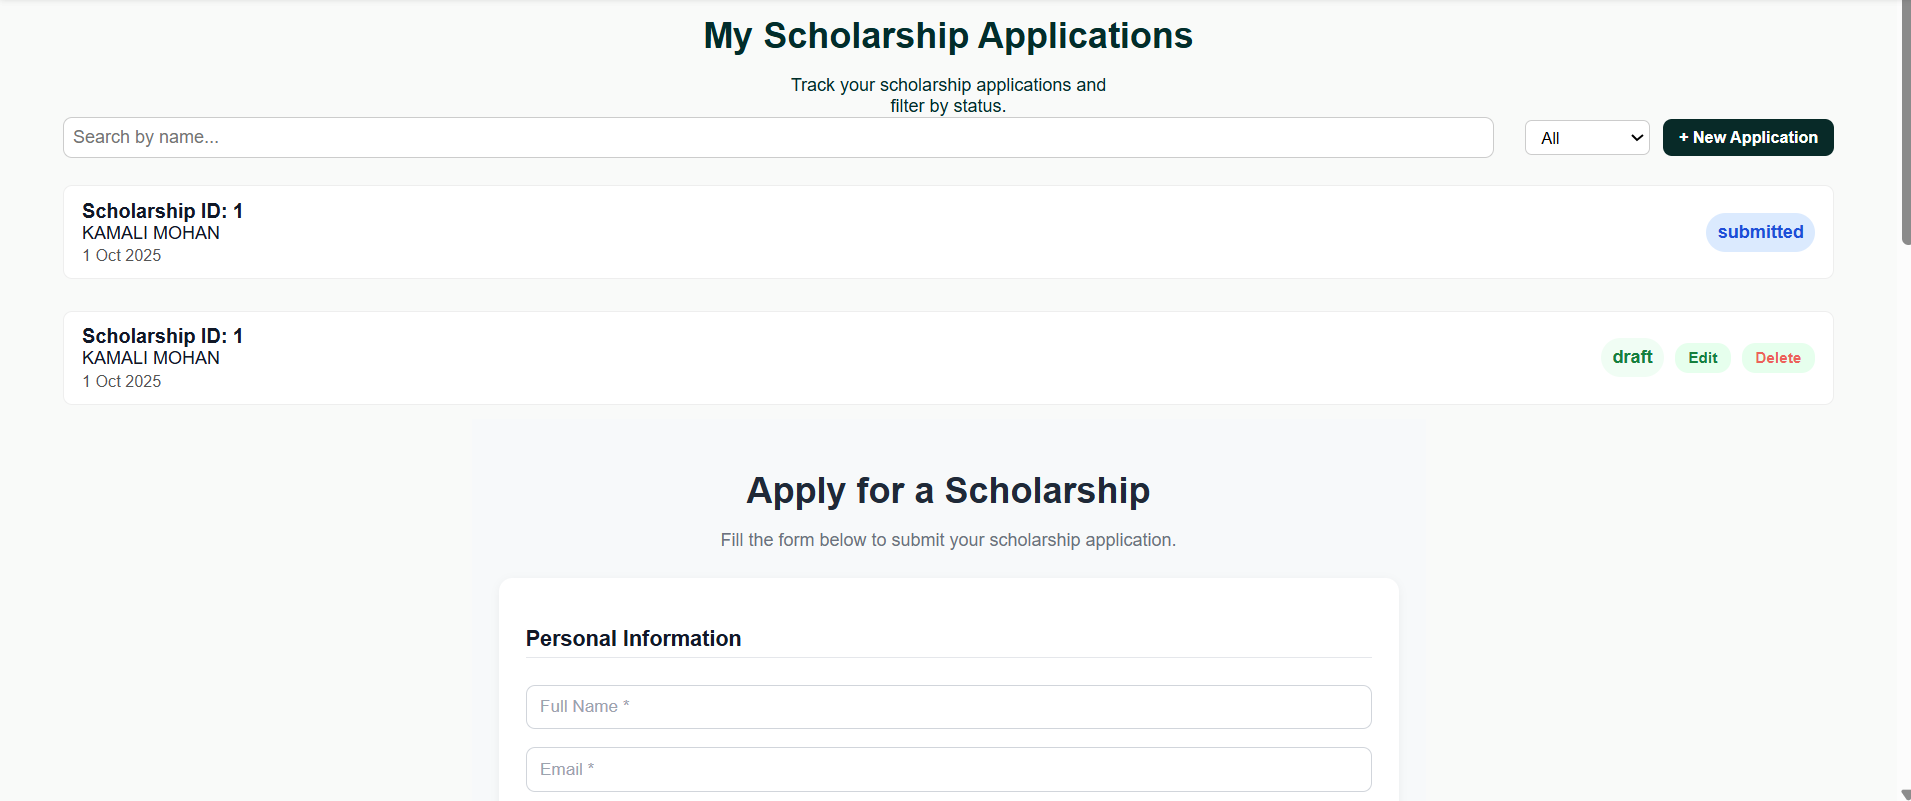 My Scholarship Applications
Track your scholarship applications and
filter by status.
Search by name...
All
+ New Application
Scholarship ID: 1
KAMALI MOHAN
1 Oct 2025
submitted
Scholarship ID: 1
KAMALI MOHAN
1 Oct 2025
draft
Edit
Delete
Apply for a Scholarship
Fill the form below to submit your scholarship application.
Personal Information
Full Name *
Email *